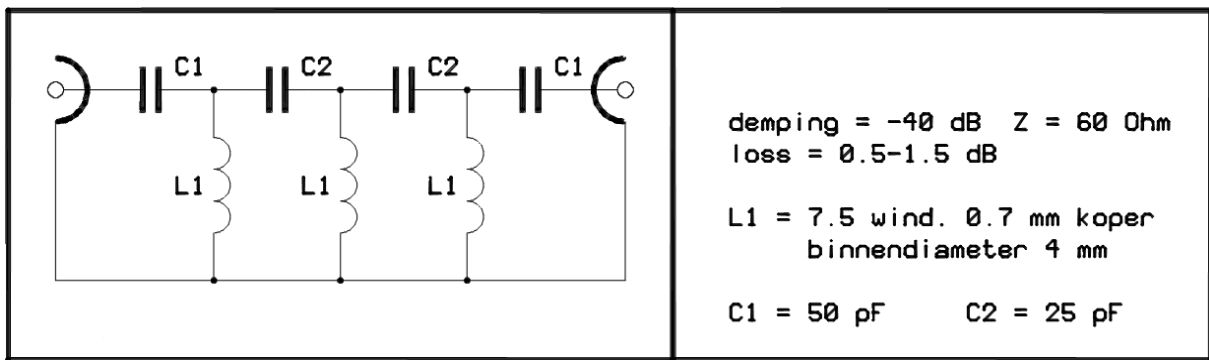 C1 C2 C2 C1
L1 L1 L1
demping = -40 dB Z = 60 Ohm
loss = 0.5-1.5 dB
L1 = 7.5 wind. 0.7 mm koper
binnendiameter 4 mm
C1 = 50 pF C2 = 25 pF